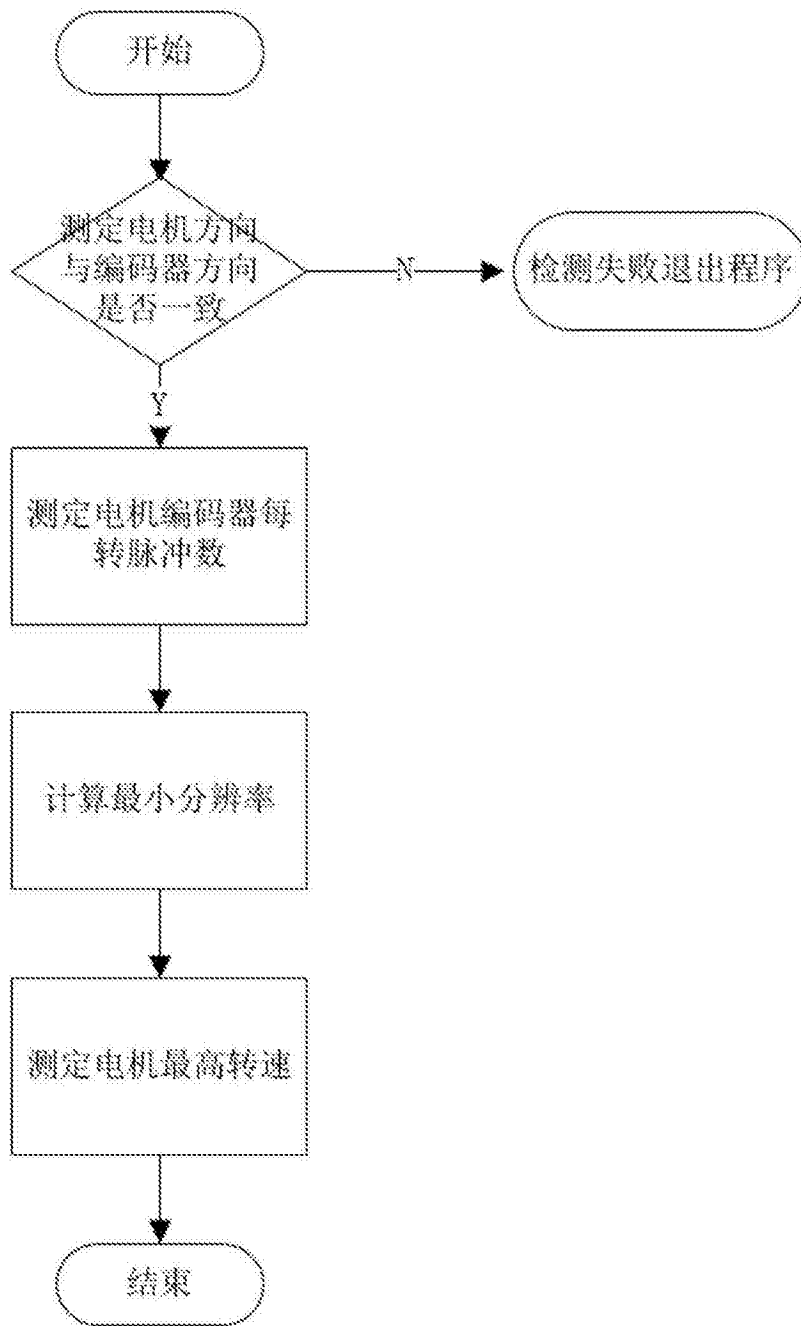 开始
测定电机方向
与编码器方向
是否一致
N
检测失败退出程序
Y
测定电机编码器每
转脉冲数
计算最小分辨率
测定电机最高转速
结束